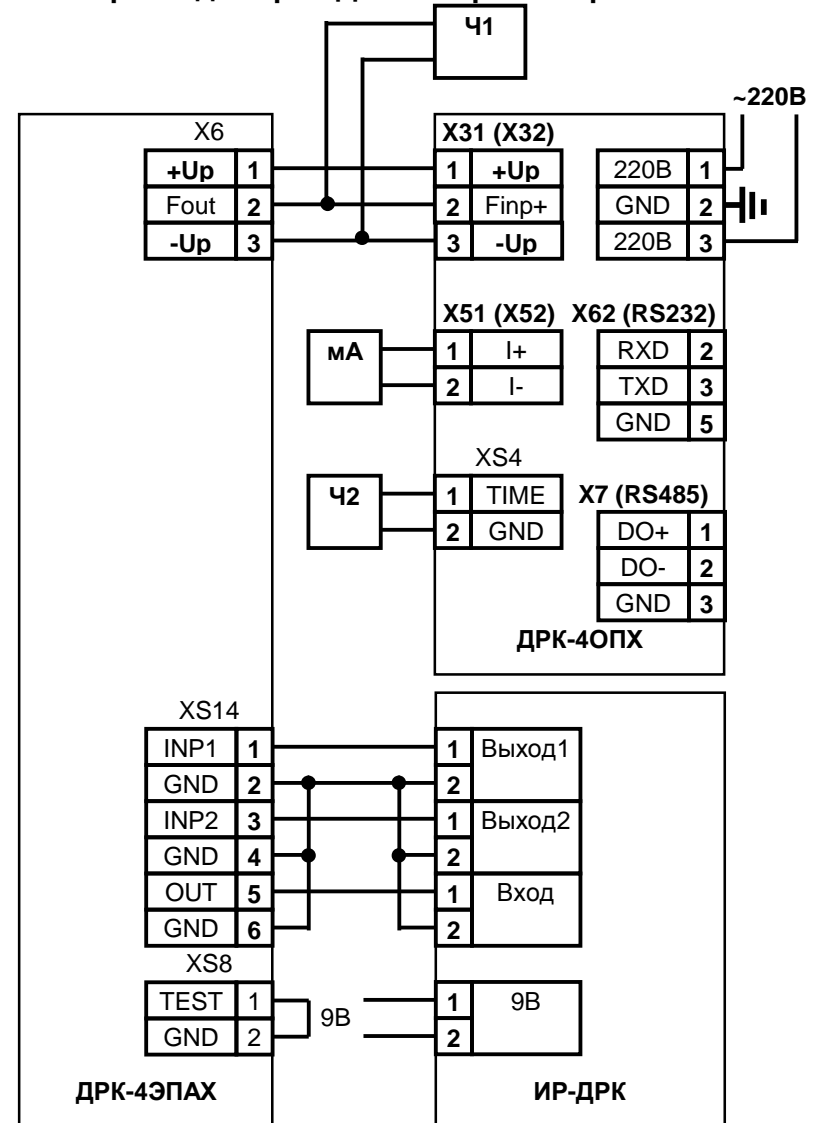 Ч1
~220В
X6
X31 (X32)
+Up 1
1 +Up
220В 1
Fout 2
2 Finp+
GND 2
-Up 3
3 -Up
220В 3
X51 (X52)
X62 (RS232)
мА
1 I+
RXD 2
2 I-
TXD 3
GND 5
XS4
Ч2
1 TIME
X7 (RS485)
2 GND
DO+ 1
DO- 2
GND 3
ДРК-4ОПХ
XS14
INP1 1
1 Выход1
GND 2
2
INP2 3
1 Выход2
GND 4
2
OUT 5
1 Вход
GND 6
2
XS8
TEST 1
9В
1 9В
GND 2
2
ДРК-4ЭПАХ
ИР-ДРК